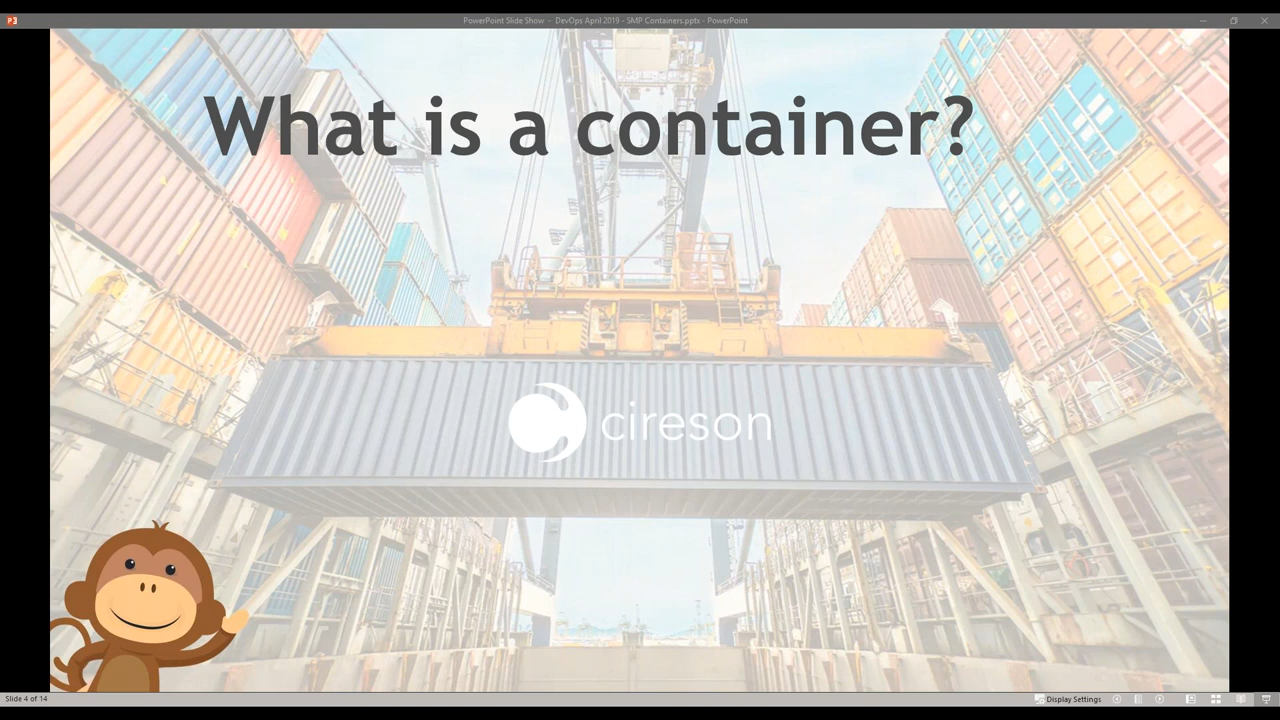 PowerPoint Slide Show - DevOps April 2019 - SMP Containers.pptx - PowerPoint
What is a container?
cireson
Slide 4 of 14
Display Settings